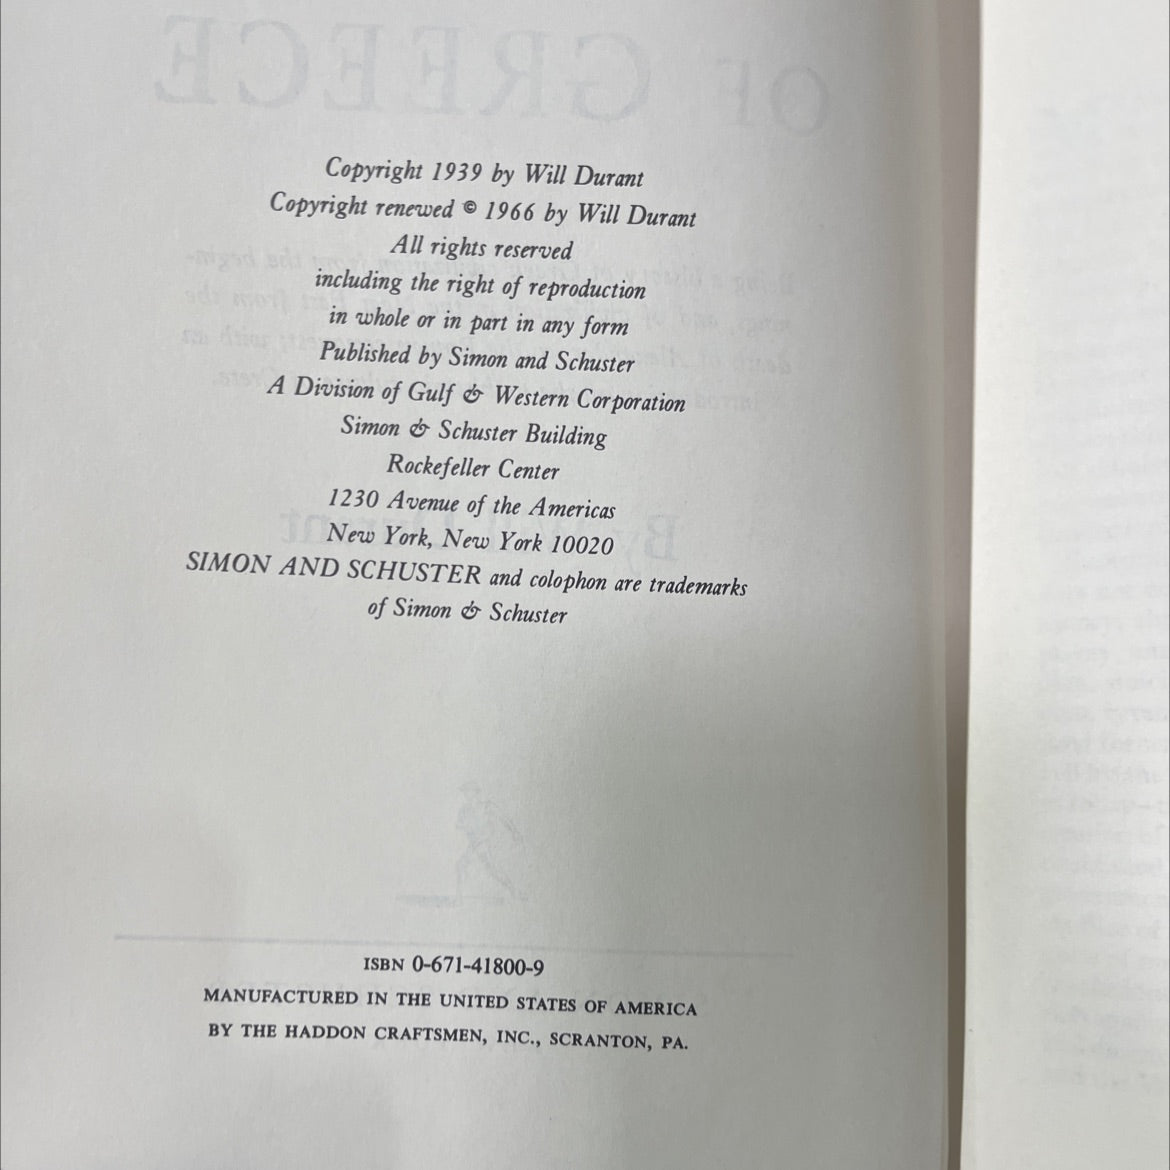 OF GREECE
Copyright 1939 by Will Durant
Copyright renewed © 1966 by Will Durant
All rights reserved
including the right of reproduction
in whole or in part in any form
Published by Simon and Schuster
A Division of Gulf & Western Corporation
Simon & Schuster Building
Rockefeller Center
1230 Avenue of the Americas
New York, New York 10020
SIMON AND SCHUSTER and colophon are trademarks
of Simon & Schuster
ISBN 0-671-41800-9
MANUFACTURED IN THE UNITED STATES OF AMERICA
BY THE HADDON CRAFTSMEN, INC., SCRANTON, PA.